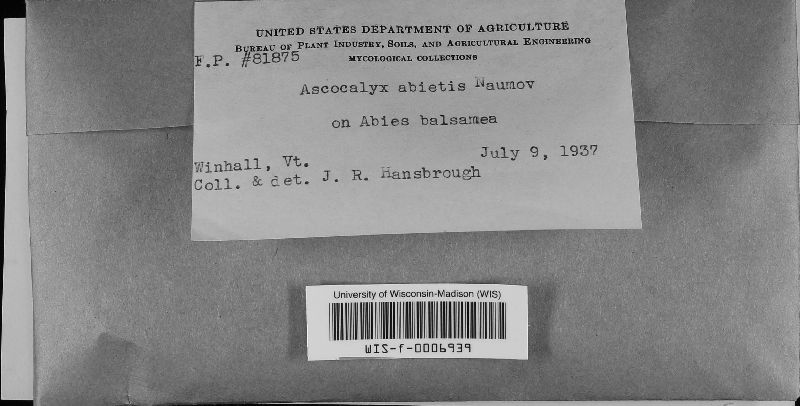 UNITED STATES DEPARTMENT OF AGRICULTURE
BUREAU OF PLANT INDUSTRY, SOILS, AND AGRICULTURAL ENGINEERING
F.P. #81875
MYCOLOGICAL COLLECTIONS
Ascocalyx abietis Naumov
on Abies balsamea
Winhall, Vt. July 9, 1937
Coll. & det. J. R. Hansbrough
University of Wisconsin-Madison (WIS)
WIS-f-0006939